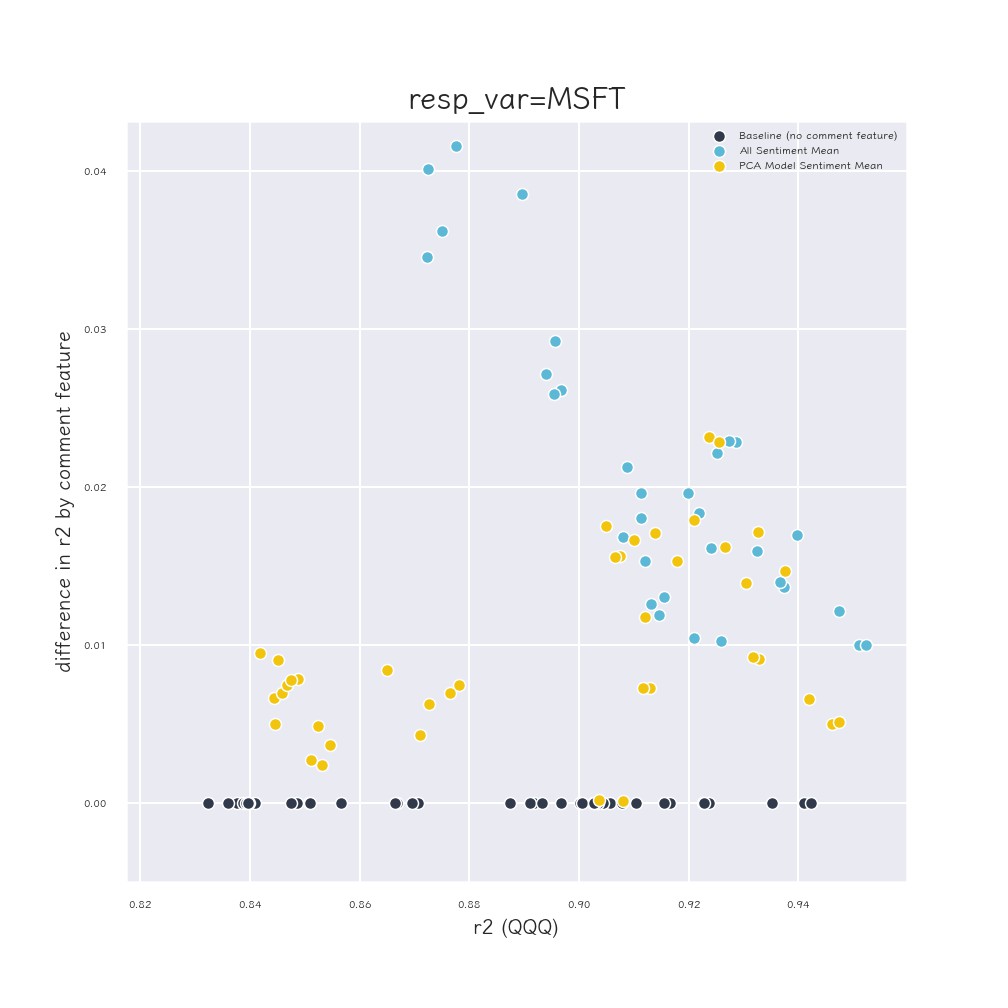 resp_var=MSFT
Baseline (no comment feature)
All Sentiment Mean
PCA Model Sentiment Mean
difference in r2 by comment feature
0.04
0.03
0.02
0.01
0.00
0.82 0.84 0.86 0.88 0.90 0.92 0.94
r2 (QQQ)